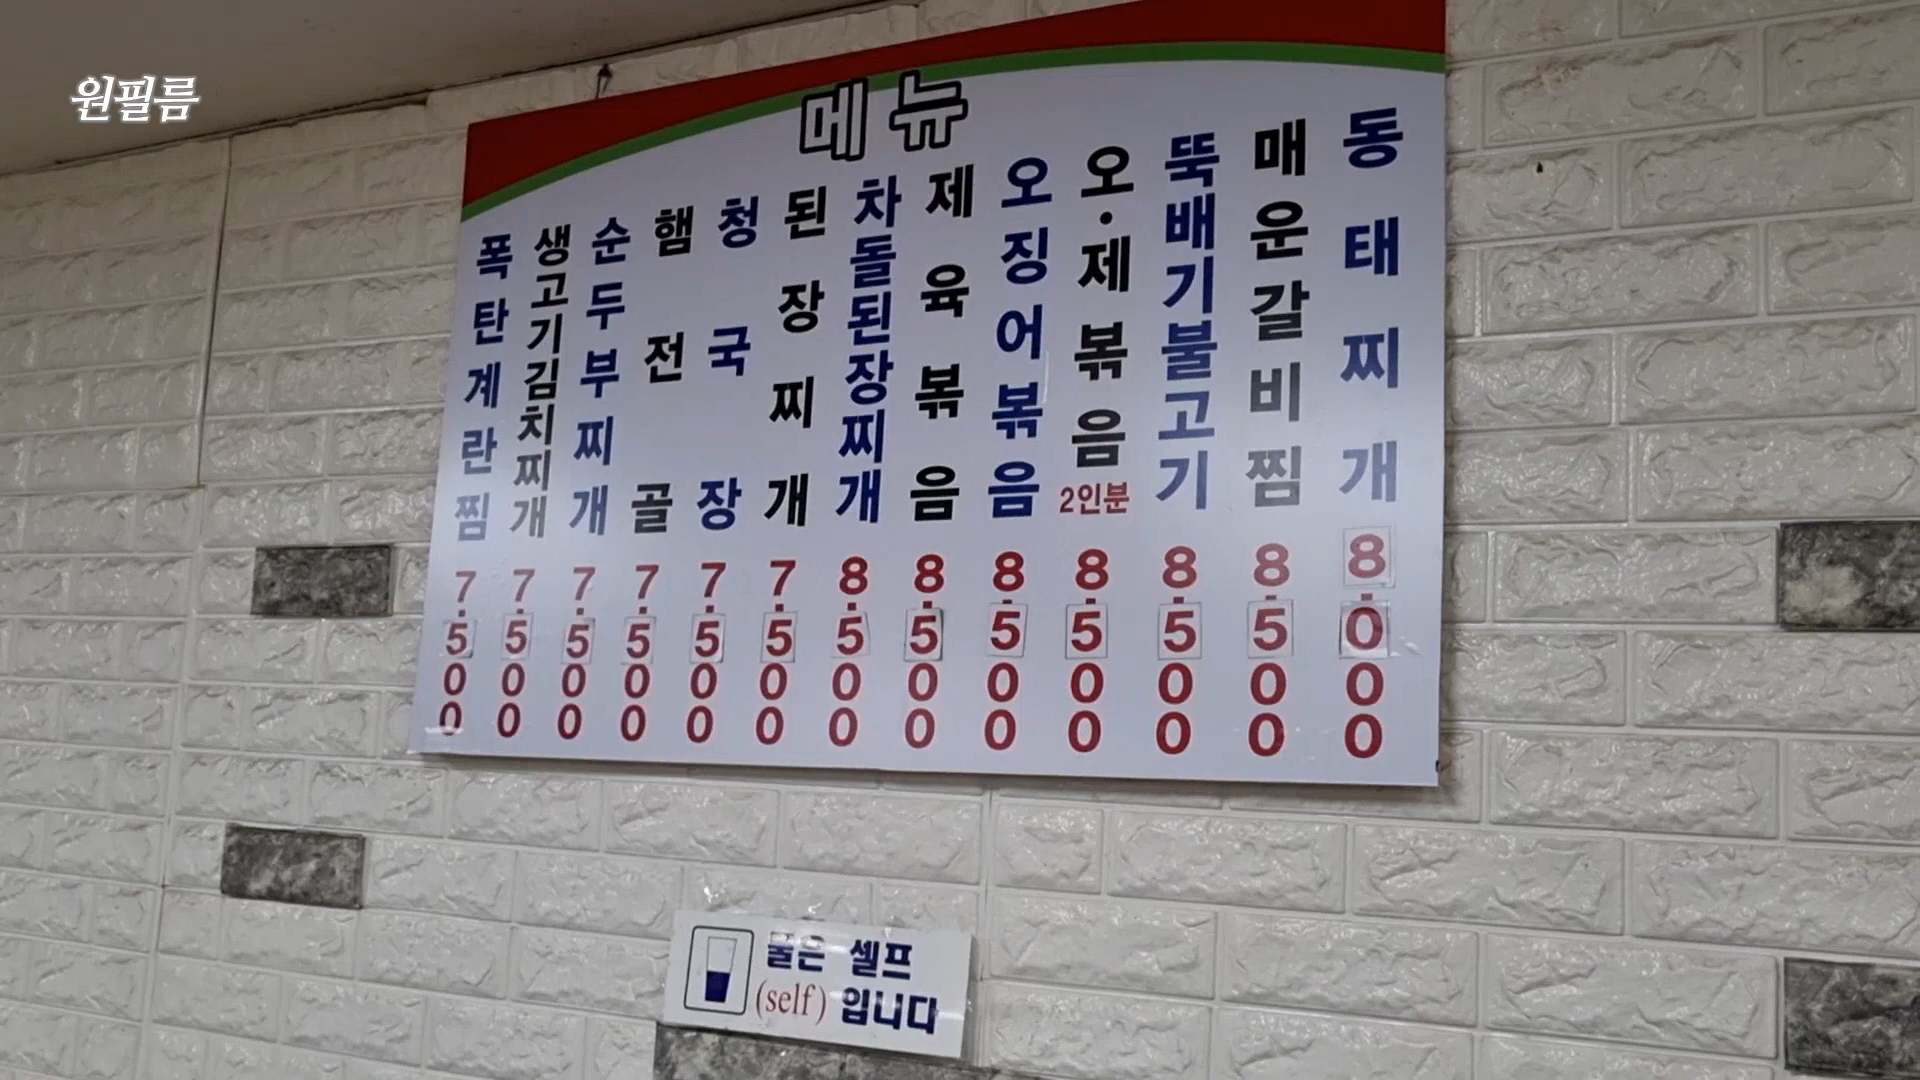 원필름
메뉴
폭탄계란찜 7.500
생고기김치찌개 7.500
순두부찌개 7.500
햄전골 7.500
청국장 7.500
된장찌개 7.500
차돌된장찌개 8.500
제육볶음 8.500
오징어볶음 8.500
오·제볶음 2인분 8.500
뚝배기불고기 8.500
매운갈비찜 8.500
동태찌개 8.000
물은 셀프
(self) 입니다